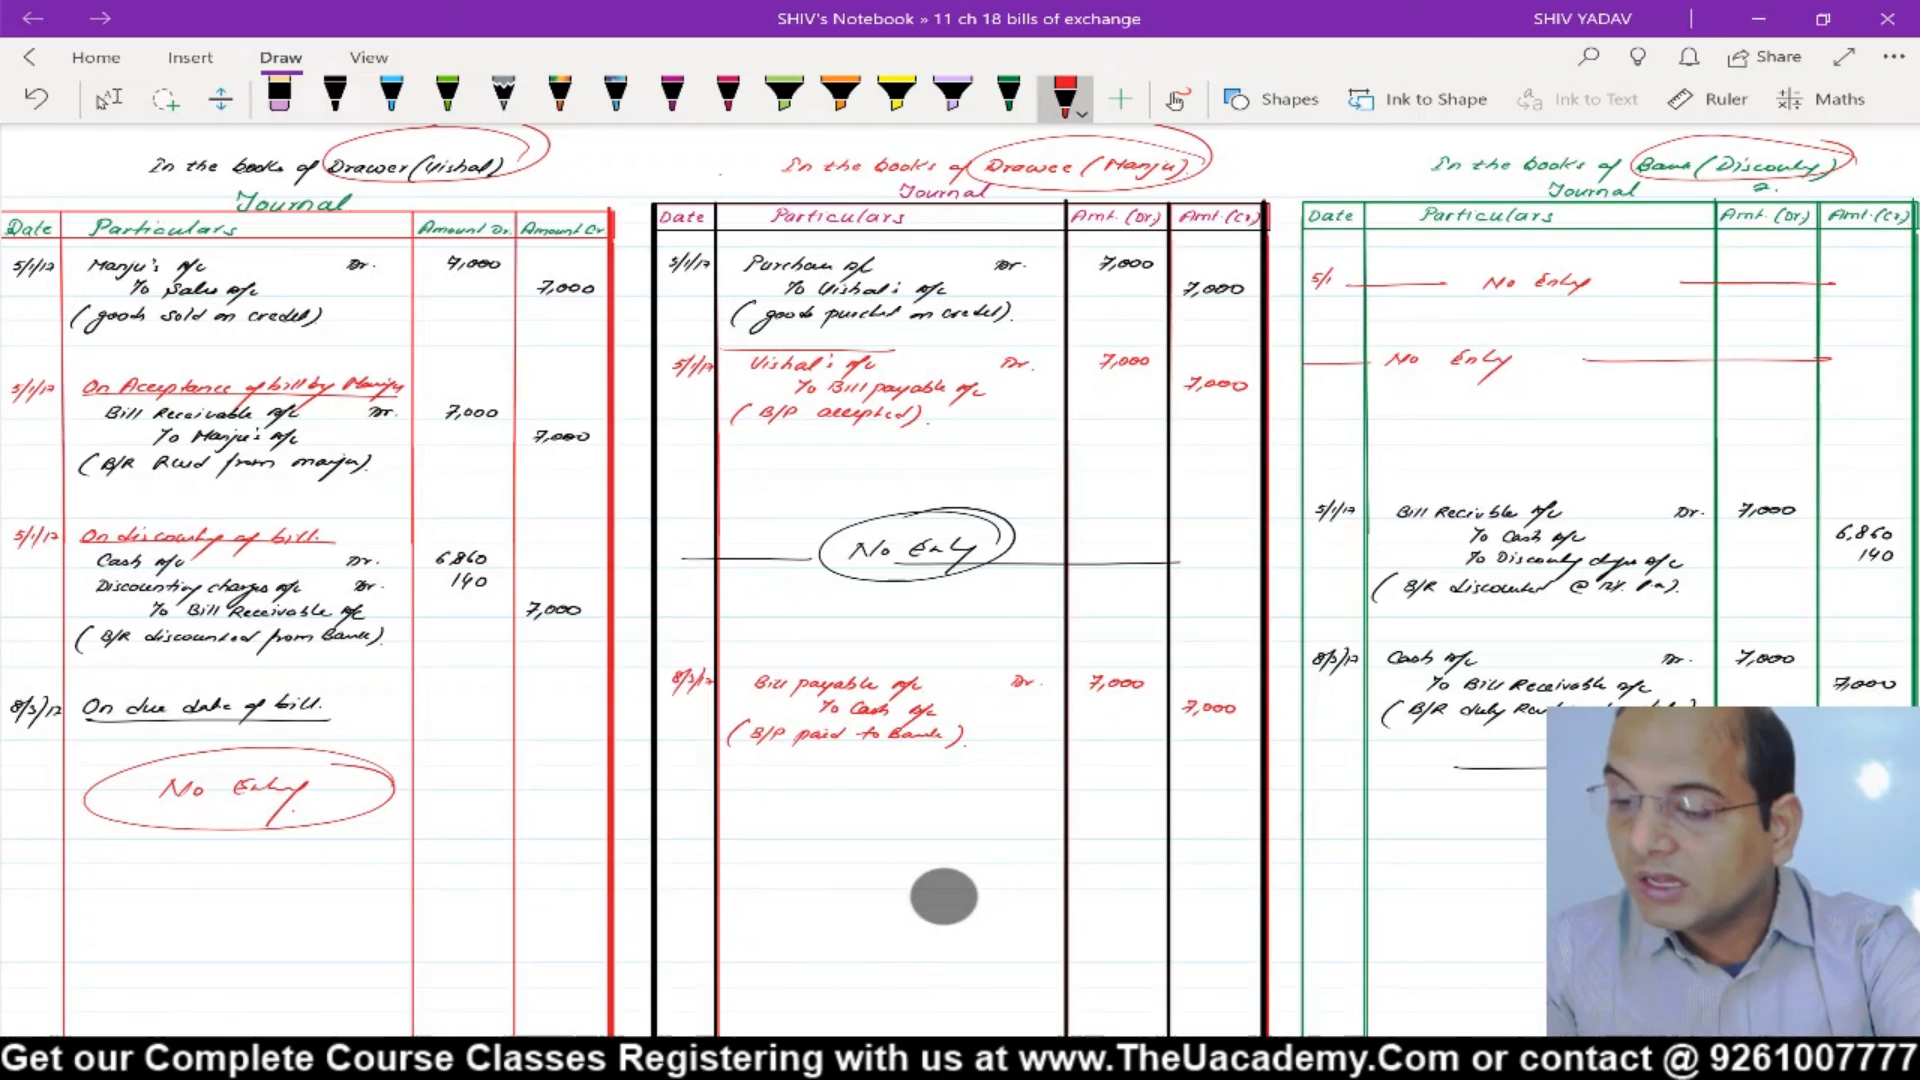 SHIV's Notebook » 11 ch 18 bills of exchange
SHIV YADAV
Home Insert Draw View
Share
Shapes
Ink to Shape
Ink to Text
Ruler
Maths
In the books of Drawer (Vishal)
Journal
Date Particulars Amount Dr. Amount Cr
5/1/17 Manju's A/c Dr. 7,000
To Sales A/c 7,000
(goods sold on credit)
5/1/17 On Acceptance of bill by Manju
Bill Receivable A/c Dr. 7,000
To Manju's A/c 7,000
(B/R Recd from manju).
5/1/17 On discounting of bill.
Cash A/c Dr. 6,860
Discounting charges A/c Dr. 140
To Bill Receivable A/c 7,000
(B/R discounted from Bank).
8/3/17 On due date of bill.
No Entry
In the books of Drawee (Manju)
Journal
Date Particulars Amt. (Dr.) Amt. (Cr)
5/1/17 Purchase A/c Dr. 7,000
To Vishal's A/c 7,000
(goods purchased on credit).
5/1/17 Vishal's A/c Dr. 7,000
To Bill payable A/c 7,000
(B/P accepted).
No Entry
8/3/17 Bill payable A/c Dr. 7,000
To Cash A/c 7,000
(B/P paid to Bank).
In the books of Bank (Discounting)
Journal
Date Particulars Amt. (Dr.) Amt. (Cr)
5/1 No Entry
No Entry
5/1/17 Bill Recivble A/c Dr. 7,000
To Cash A/c 6,860
To Discounting A/c 140
(B/R discounted @ 12% P.a).
8/3/17 Cash A/c Dr. 7,000
To Bill Receivable A/c 7,000
(B/R duly
Get our Complete Course Classes Registering with us at www.TheUacademy.Com or contact @ 9261007777